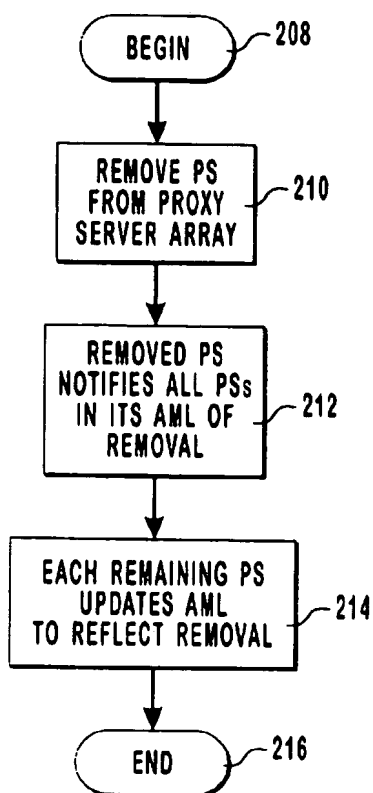 BEGIN
208
REMOVE PS
FROM PROXY
SERVER ARRAY
210
REMOVED PS
NOTIFIES ALL PSs
IN ITS AML OF
REMOVAL
212
EACH REMAINING PS
UPDATES AML
TO REFLECT REMOVAL
214
END
216